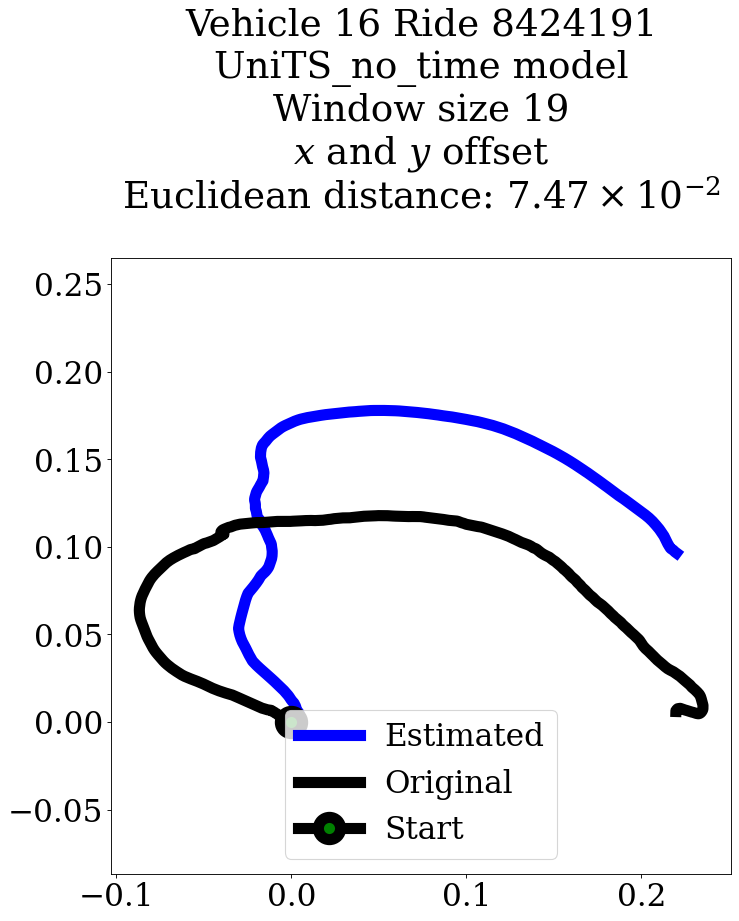 Vehicle 16 Ride 8424191
UniTS_no_time model
Window size 19
x and y offset
Euclidean distance: 7.47 × 10⁻²
0.25
0.20
0.15
0.10
0.05
0.00
−0.05
Estimated
Original
Start
−0.1 0.0 0.1 0.2